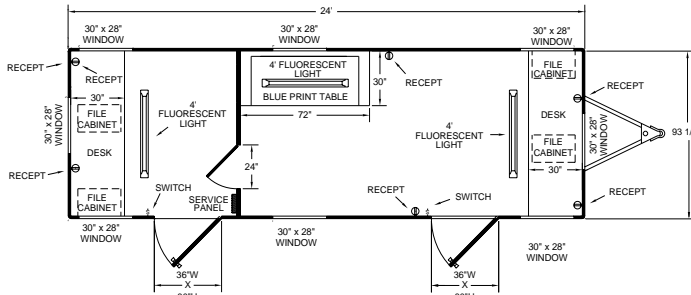 24'
30" x 28"
WINDOW
30" x 28"
WINDOW
30" x 28"
WINDOW
RECEPT
RECEPT
4' FLUORESCENT
LIGHT
BLUE PRINT TABLE
30"
72"
RECEPT
FILE
CABINET
RECEPT
30"
FILE
CABINET
30" x 28"
WINDOW
DESK
4'
FLUORESCENT
LIGHT
4'
FLUORESCENT
LIGHT
DESK
FILE
CABINET
30" x 28"
WINDOW
30"
93 1/
RECEPT
FILE
CABINET
24"
SWITCH
SERVICE
PANEL
RECEPT
SWITCH
RECEPT
30" x 28"
WINDOW
30" x 28"
WINDOW
30" x 28"
WINDOW
36"W
X
36"W
X